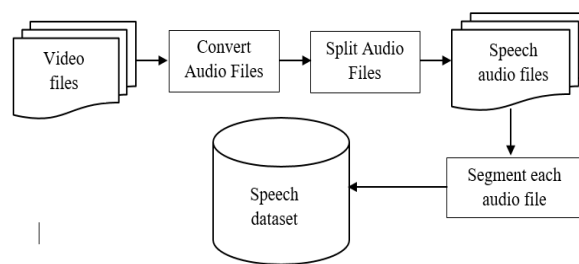 Video
files
Convert
Audio Files
Split Audio
Files
Speech
audio files
Segment each
audio file
Speech
dataset